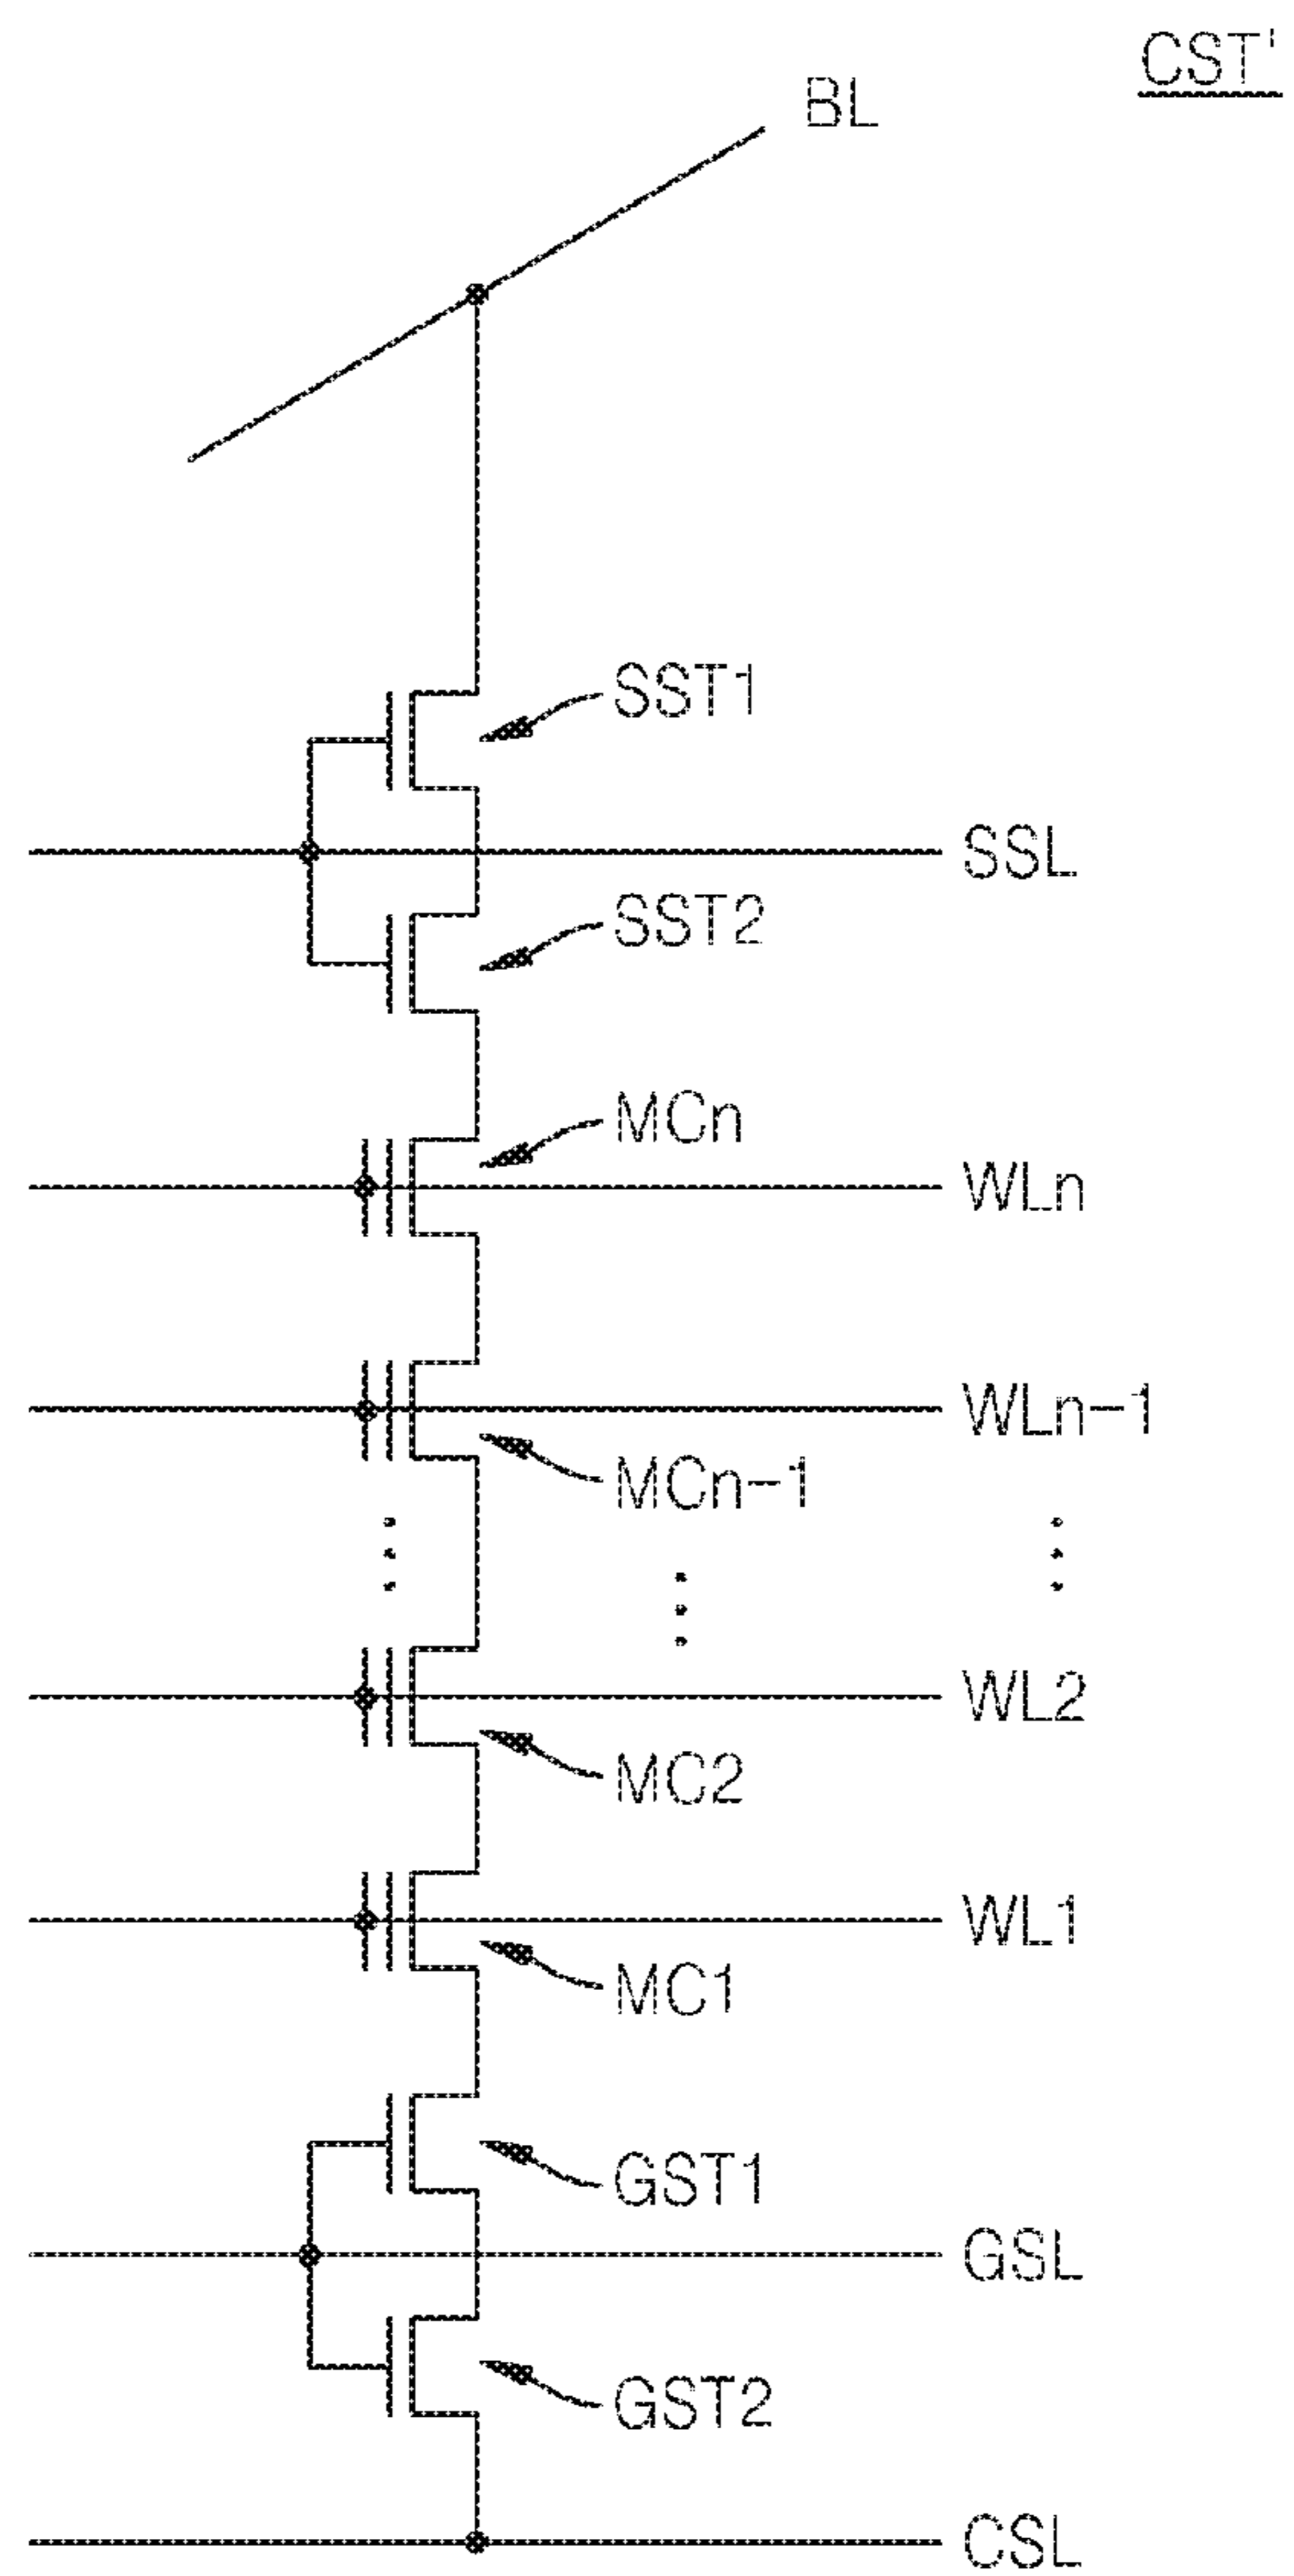 CST'
BL
SST1
SSL
SST2
MCn
WLn
WLn-1
MCn-1
WL2
MC2
WL1
MC1
GST1
GSL
GST2
CSL